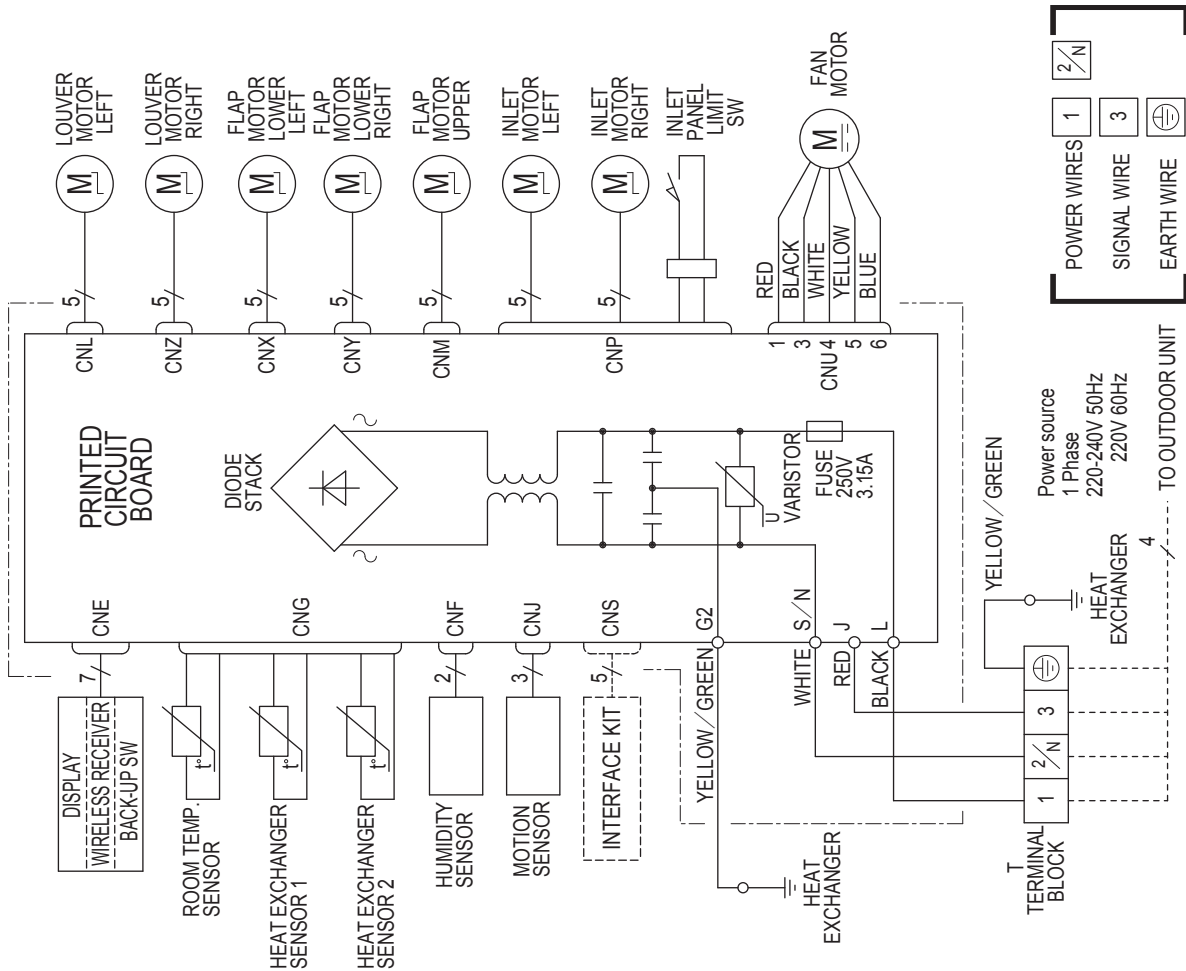 PRINTED
CIRCUIT
BOARD
DISPLAY
WIRELESS RECEIVER
BACK-UP SW
7
CNE
ROOM TEMP.
SENSOR
t°
HEAT EXCHANGER
SENSOR 1
t°
HEAT EXCHANGER
SENSOR 2
t°
CNG
HUMIDITY
SENSOR
2
CNF
MOTION
SENSOR
3
CNJ
INTERFACE KIT
5
CNS
YELLOW/GREEN
G2
HEAT
EXCHANGER
WHITE
S/N
RED
J
BLACK
L
DIODE
STACK
U
VARISTOR
FUSE
250V
3.15A
CNL
5
M
LOUVER
MOTOR
LEFT
CNZ
5
M
LOUVER
MOTOR
RIGHT
CNX
5
M
FLAP
MOTOR
LOWER
LEFT
CNY
5
M
FLAP
MOTOR
LOWER
RIGHT
CNM
5
M
FLAP
MOTOR
UPPER
CNP
5
M
INLET
MOTOR
LEFT
5
M
INLET
MOTOR
RIGHT
INLET
PANEL
LIMIT
SW
CNU
1
3
4
5
6
RED
BLACK
WHITE
YELLOW
BLUE
M
FAN
MOTOR
T
TERMINAL
BLOCK
1
2/N
3
YELLOW/GREEN
HEAT
EXCHANGER
4
TO OUTDOOR UNIT
Power source
1 Phase
220-240V 50Hz
220V 60Hz
POWER WIRES 1 2/N
SIGNAL WIRE 3
EARTH WIRE